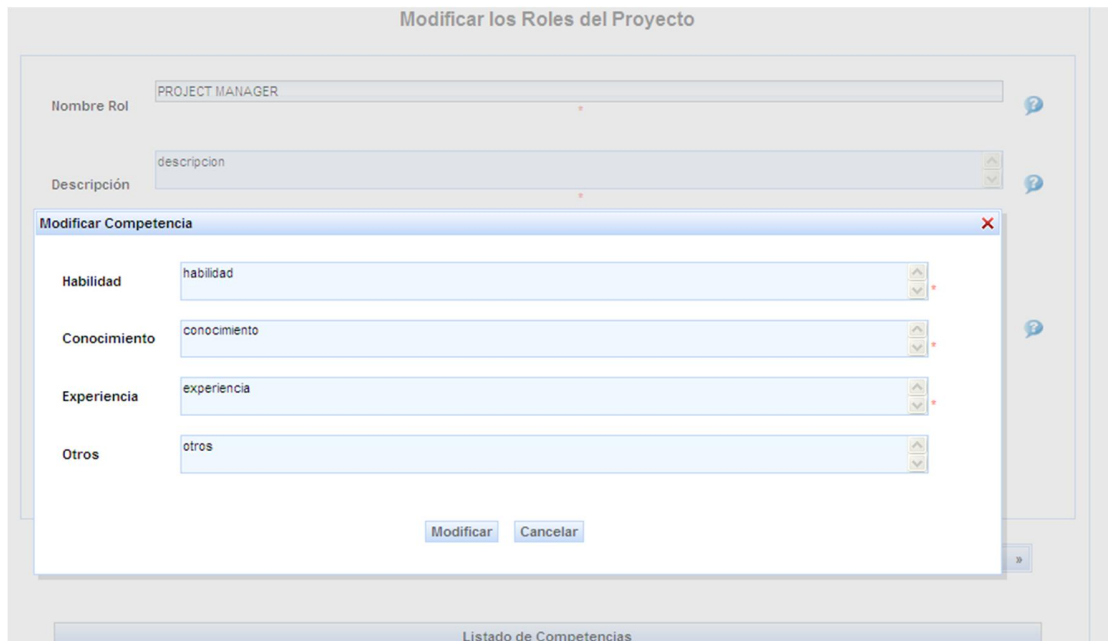 Modificar los Roles del Proyecto
Nombre Rol
PROJECT MANAGER
*
?
Descripción
descripcion
*
?
Modificar Competencia
Habilidad
habilidad
*
Conocimiento
conocimiento
*
?
Experiencia
experiencia
*
Otros
otros
Modificar Cancelar
»
Listado de Competencias